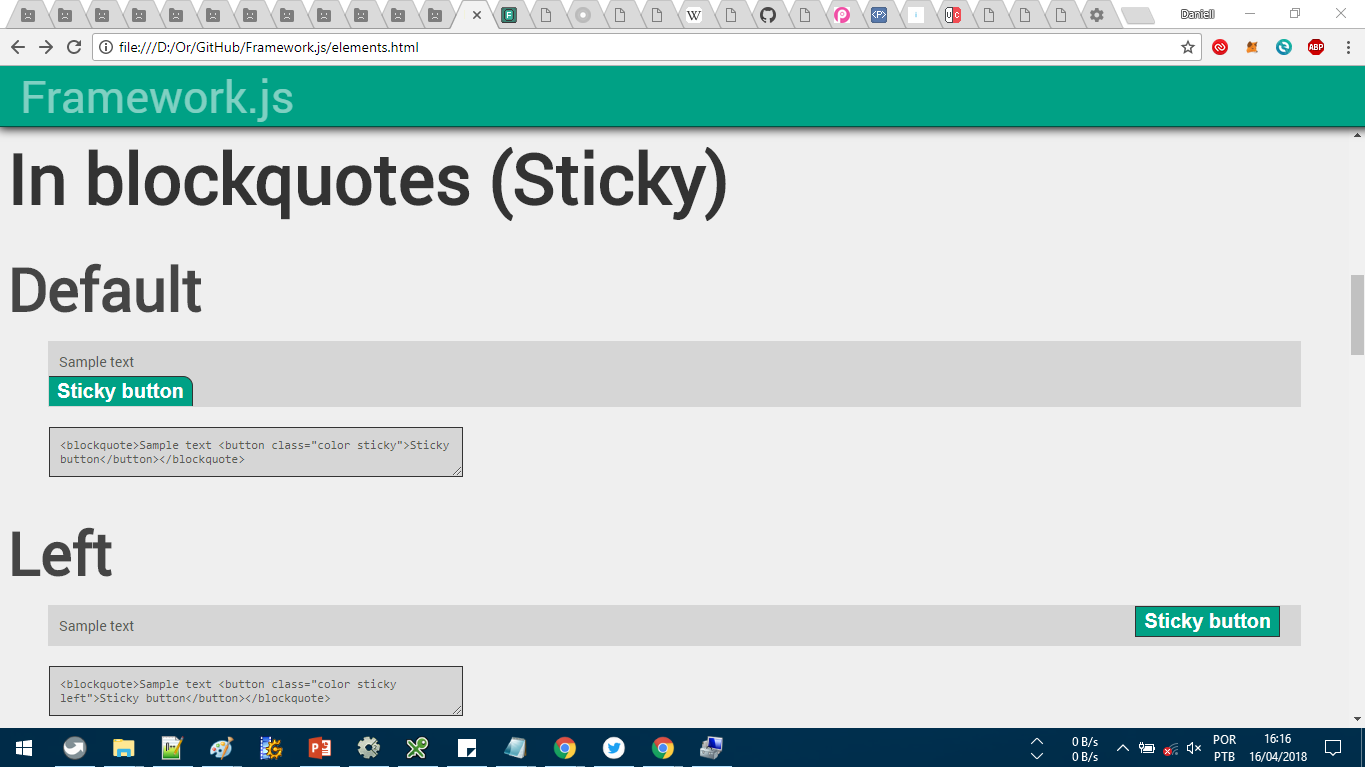 Daniell
file:///D:/Or/GitHub/Framework.js/elements.html
ABP
Framework.js
In blockquotes (Sticky)
Default
Sample text
Sticky button
<blockquote>Sample text <button class="color sticky">Sticky
button</button></blockquote>
Left
Sample text
Sticky button
<blockquote>Sample text <button class="color sticky
left">Sticky button</button></blockquote>
0 B/s
0 B/s
POR
PTB
16:16
16/04/2018